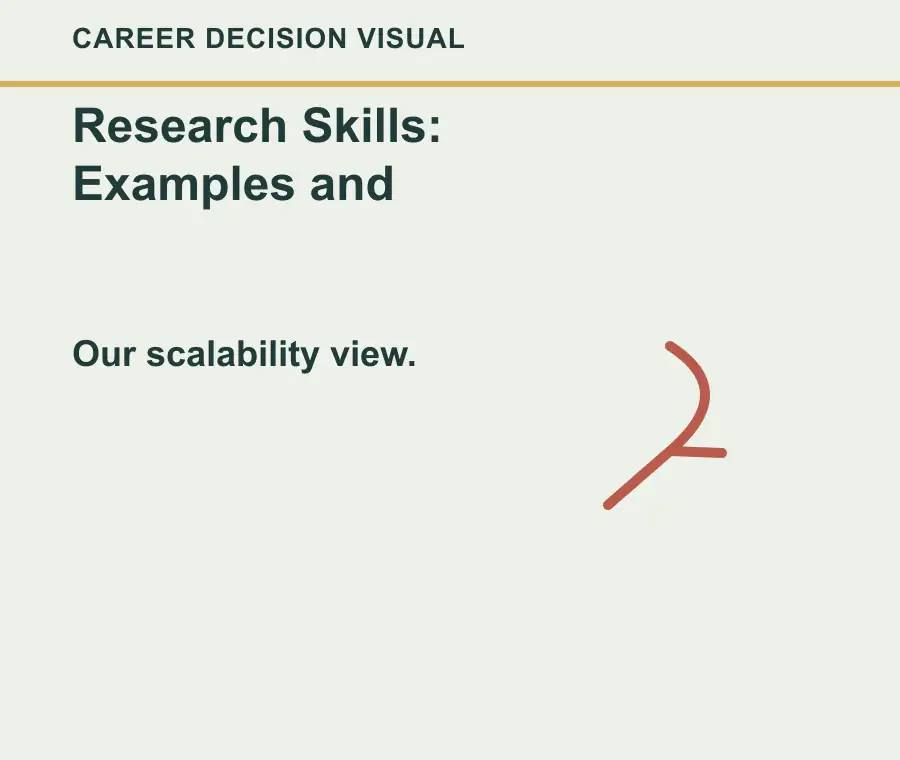 CAREER DECISION VISUAL
Research Skills:
Examples and
Our scalability view.